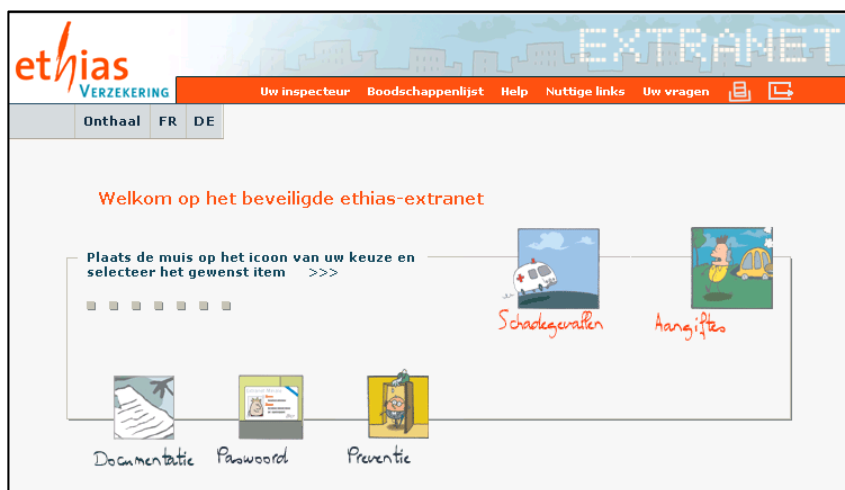 EXTRANET
ethias
VERZEKERING
Uw inspecteur Boodschappenlijst Help Nuttige links Uw vragen
Onthaal FR DE
Welkom op het beveiligde ethias-extranet
Plaats de muis op het icoon van uw keuze en
selecteer het gewenst item >>>
Schadegevallen Aangiftes
Documentatie Paswoord Preventie